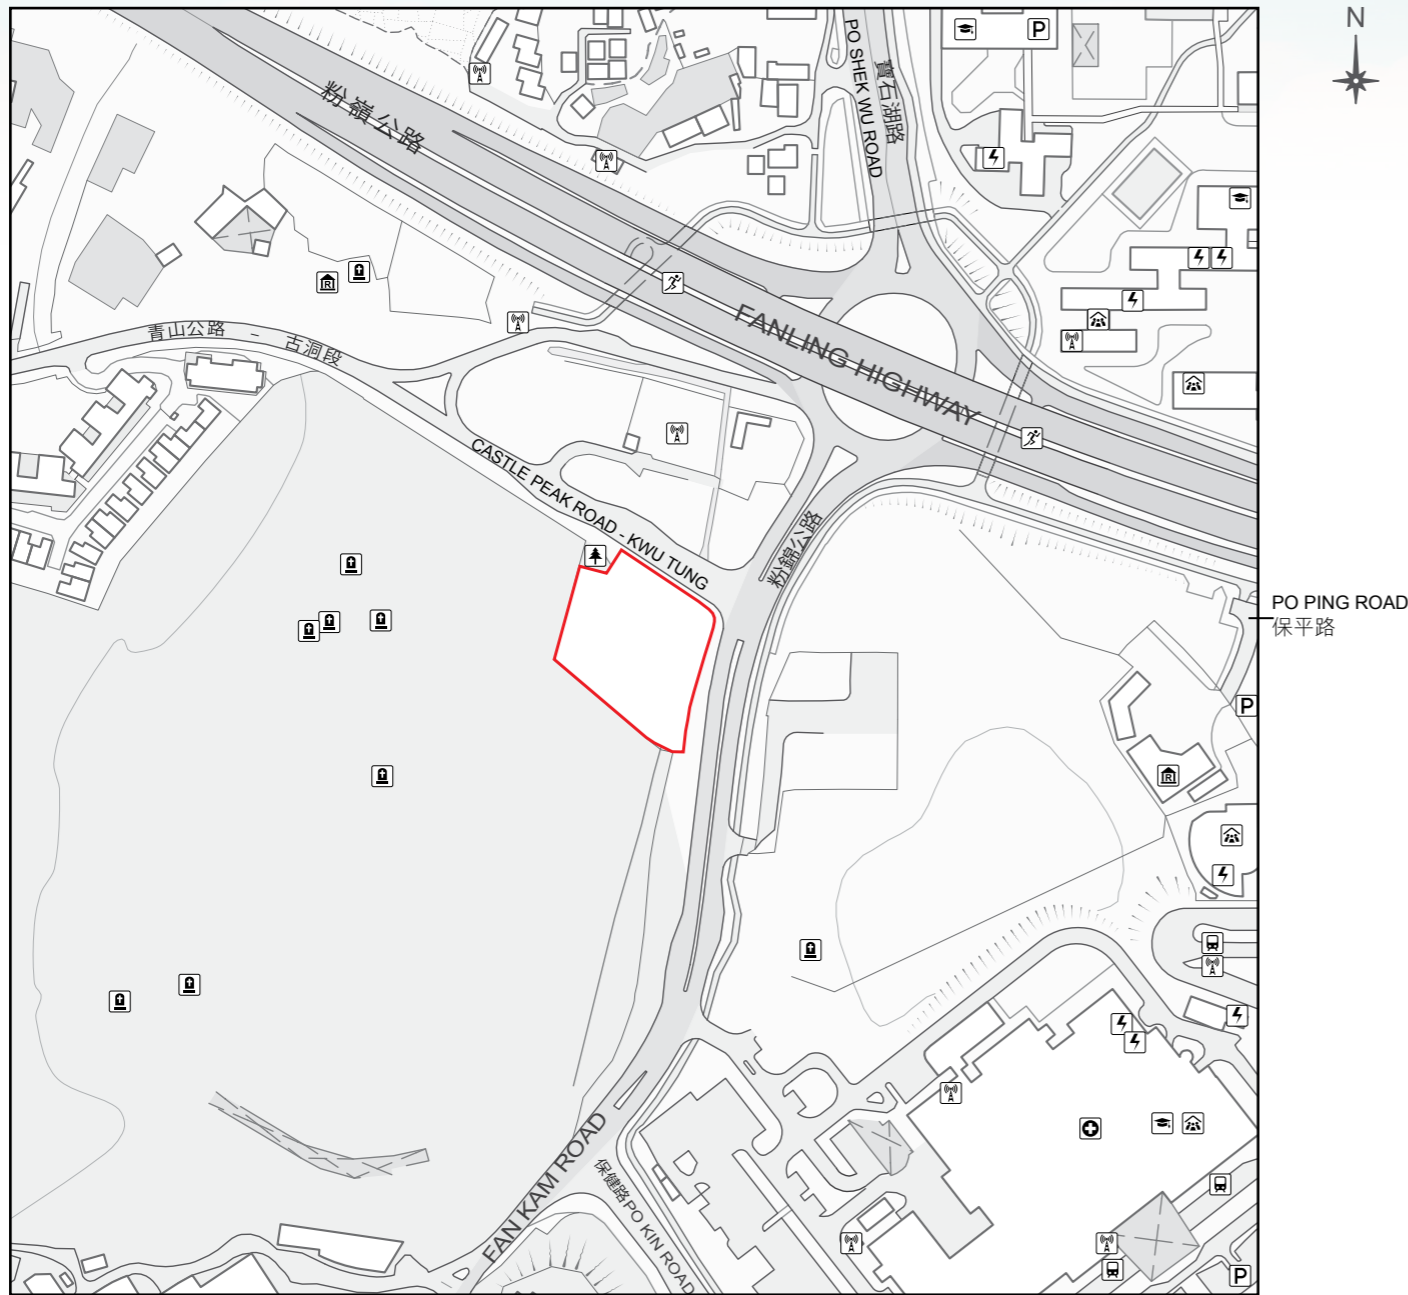 N
P
PO SHEK WU ROAD
寶石湖路
粉嶺公路
R
FANLING HIGHWAY
青山公路 – 古洞段
CASTLE PEAK ROAD - KWU TUNG
粉錦公路
PO PING ROAD
保平路
P
R
FAN KAM ROAD
保健路 PO KIN ROAD
P